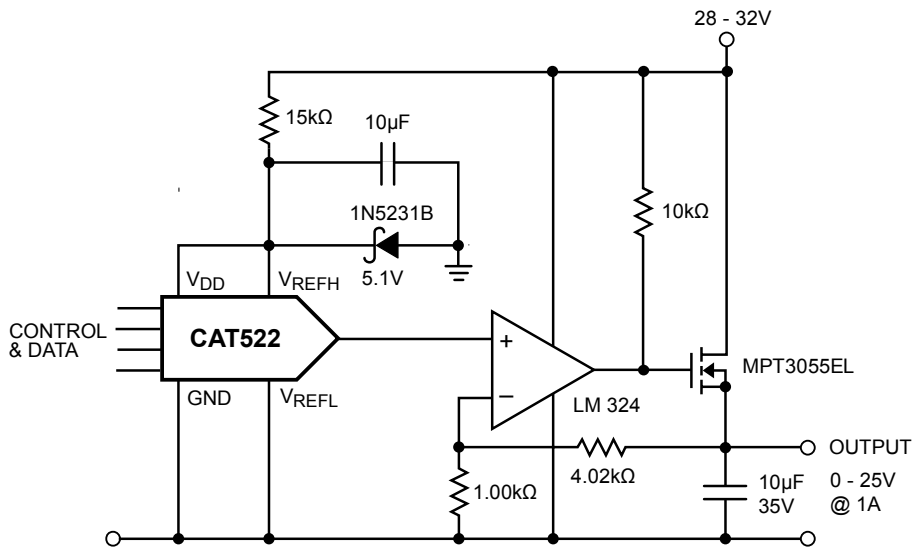 28 - 32V
15kΩ
10µF
10kΩ
1N5231B
5.1V
VDD
VREFH
CONTROL
& DATA
CAT522
+
MPT3055EL
GND
VREFL
–
LM 324
OUTPUT
4.02kΩ
1.00kΩ
10µF
35V
0 - 25V
@ 1A